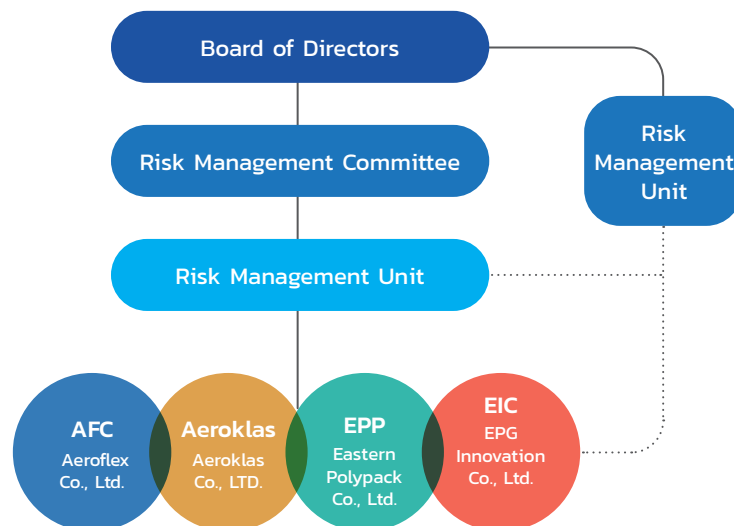 Board of Directors
Risk Management Committee
Risk
Management
Unit
Risk Management Unit
AFC
Aeroflex
Co., Ltd.
Aeroklas
Aeroklas
Co., LTD.
EPP
Eastern
Polypack
Co., Ltd.
EIC
EPG
Innovation
Co., Ltd.